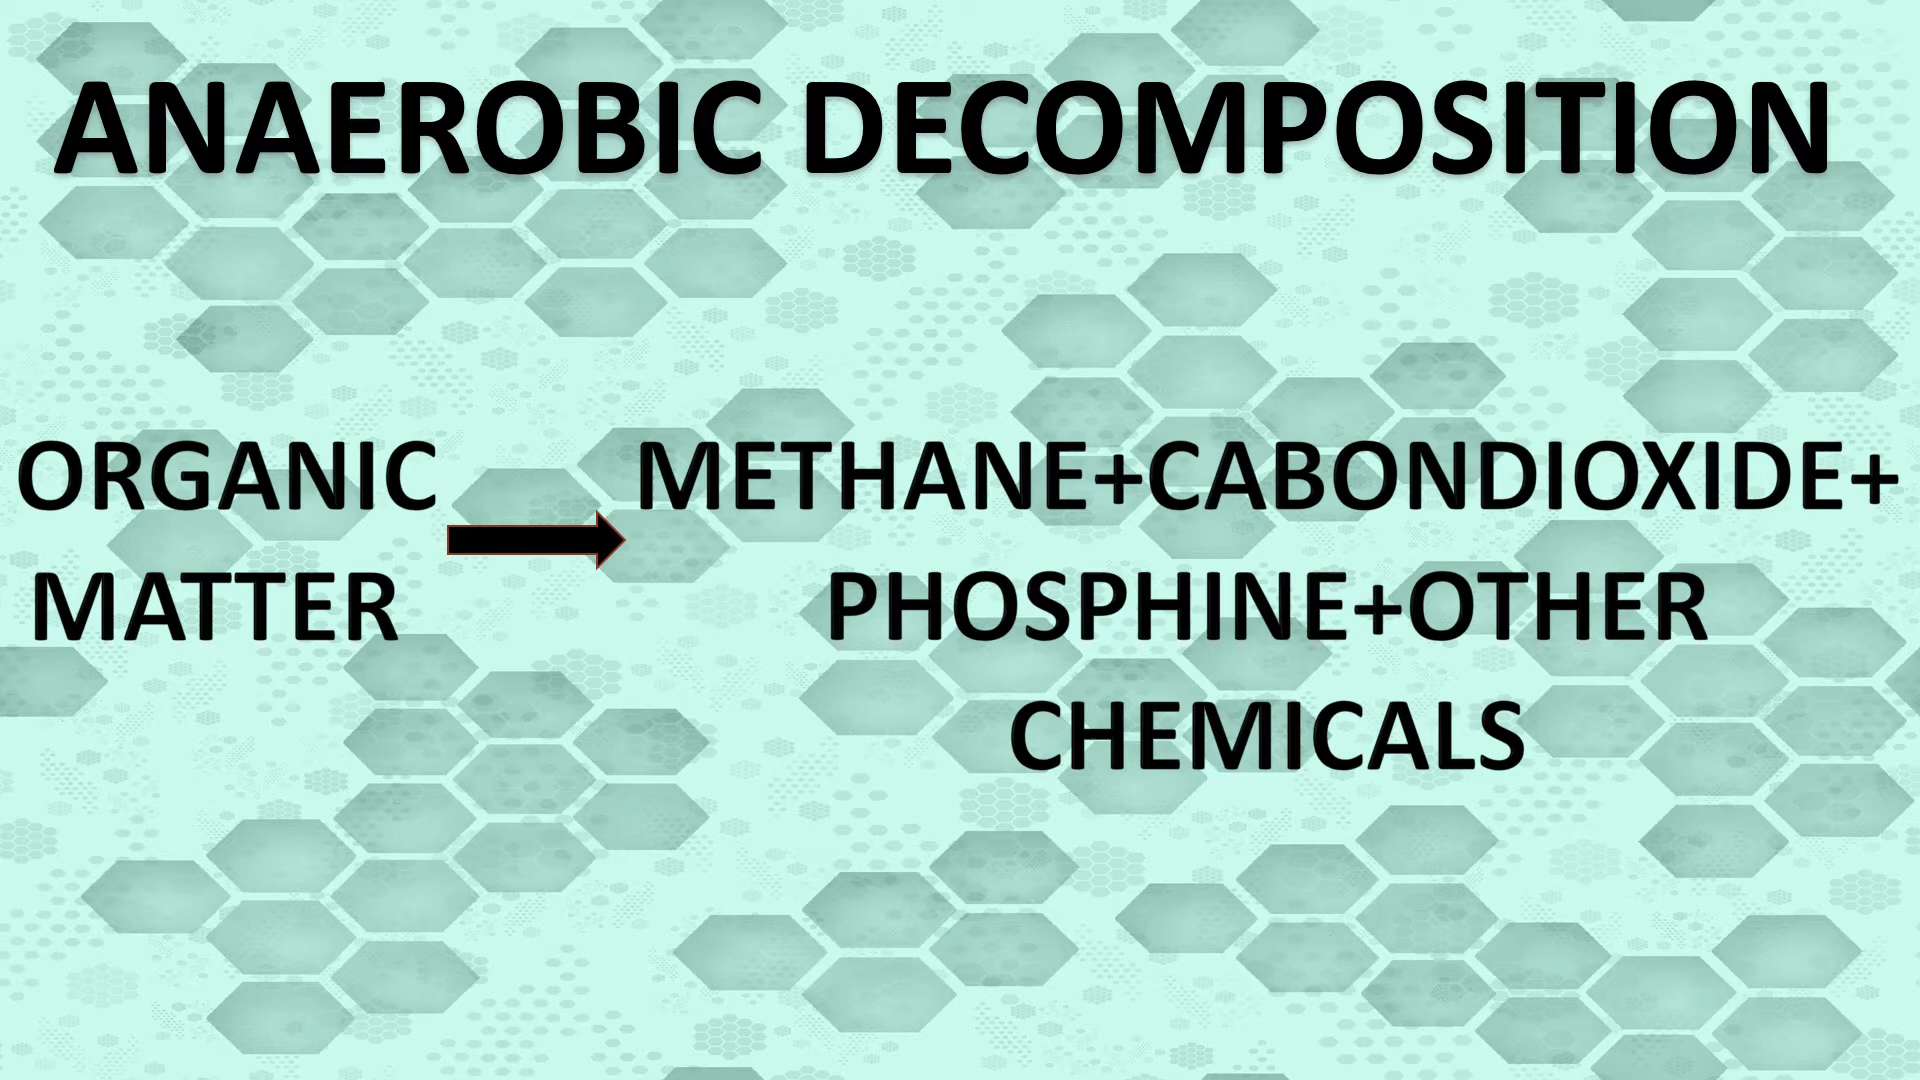 ANAEROBIC DECOMPOSITION
ORGANIC
MATTER
METHANE+CABONDIOXIDE+
PHOSPHINE+OTHER
CHEMICALS